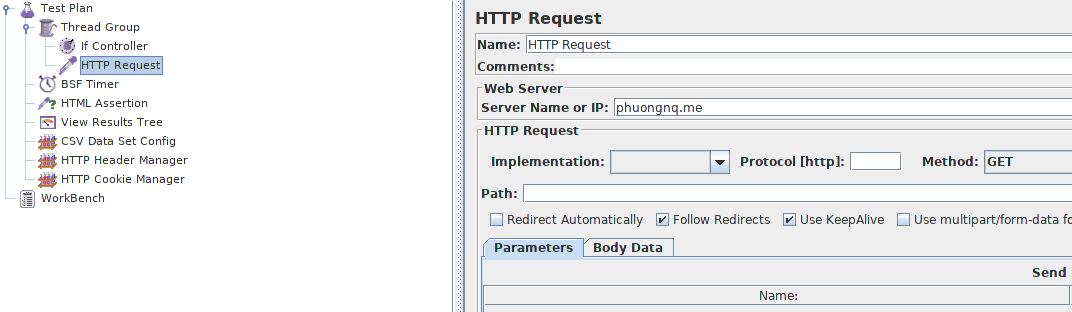 Test Plan
Thread Group
If Controller
HTTP Request
BSF Timer
HTML Assertion
View Results Tree
CSV Data Set Config
HTTP Header Manager
HTTP Cookie Manager
WorkBench
HTTP Request
Name: HTTP Request
Comments:
Web Server
Server Name or IP: phuongnq.me
HTTP Request
Implementation: Protocol [http]: Method: GET
Path:
Redirect Automatically Follow Redirects Use KeepAlive Use multipart/form-data fo
Parameters Body Data
Send
Name: